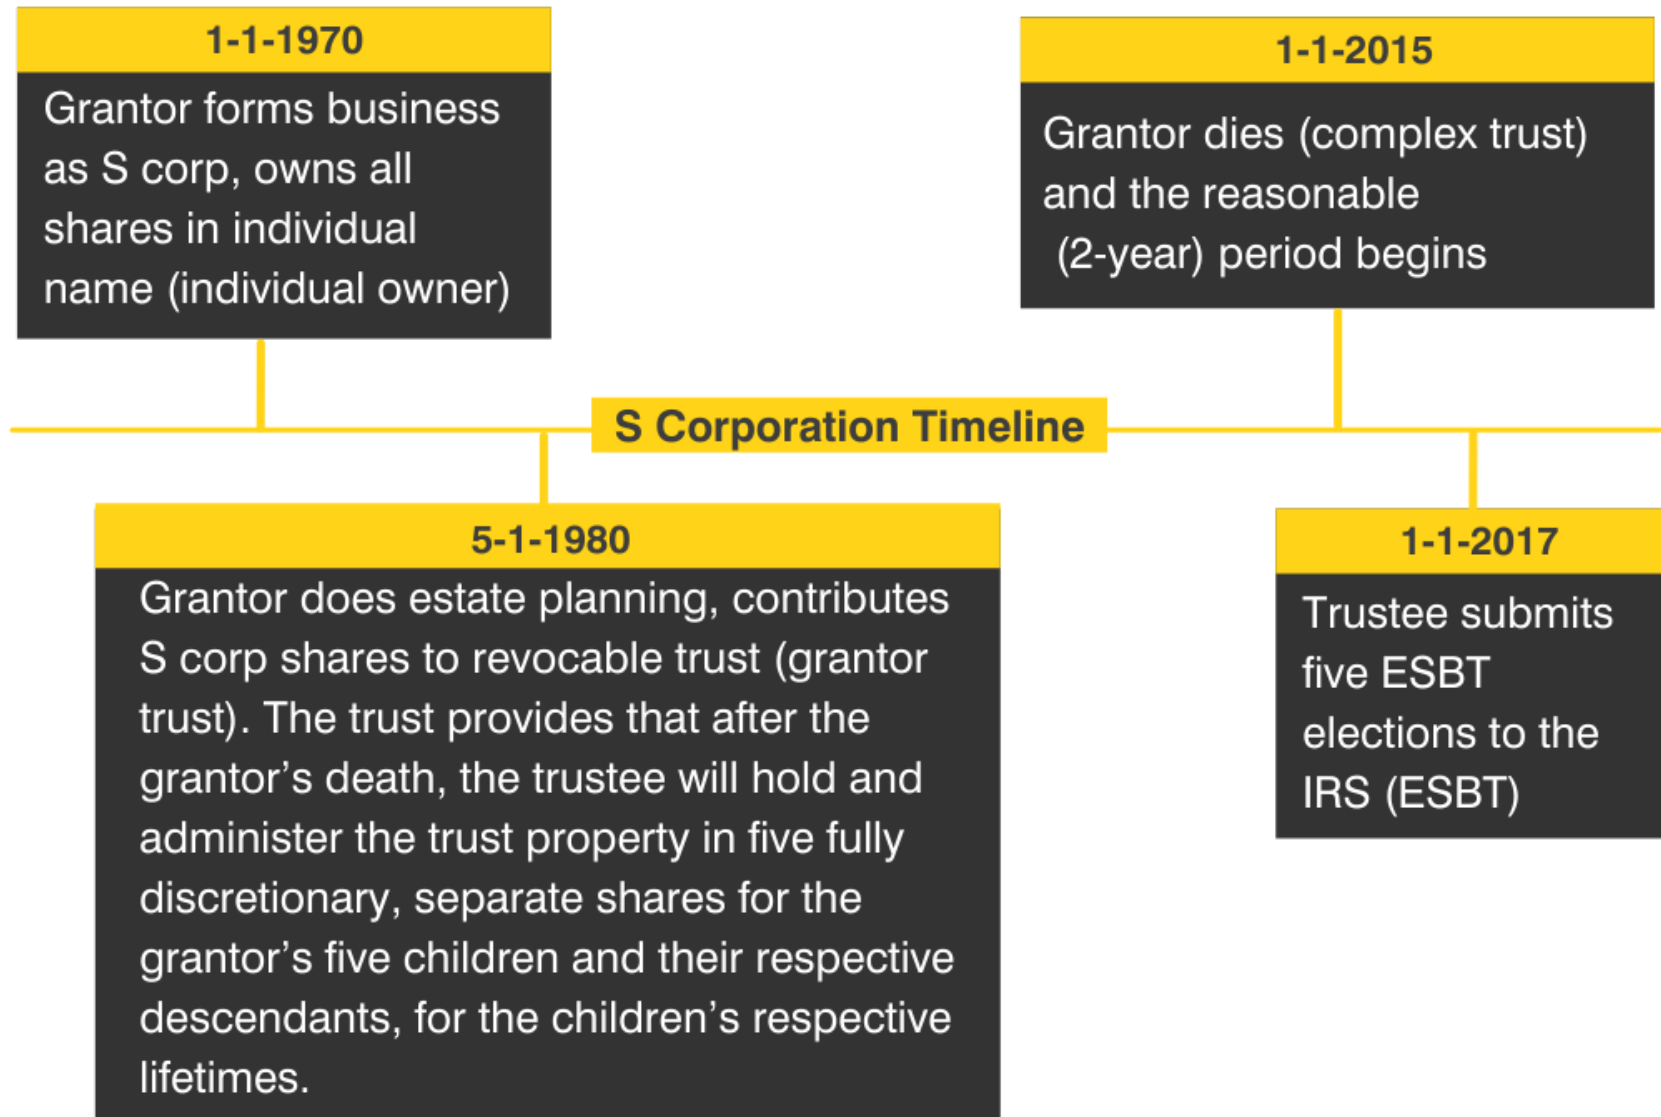 1-1-1970
Grantor forms business
as S corp, owns all
shares in individual
name (individual owner)
1-1-2015
Grantor dies (complex trust)
and the reasonable
(2-year) period begins
S Corporation Timeline
5-1-1980
Grantor does estate planning, contributes
S corp shares to revocable trust (grantor
trust). The trust provides that after the
grantor’s death, the trustee will hold and
administer the trust property in five fully
discretionary, separate shares for the
grantor’s five children and their respective
descendants, for the children’s respective
lifetimes.
1-1-2017
Trustee submits
five ESBT
elections to the
IRS (ESBT)